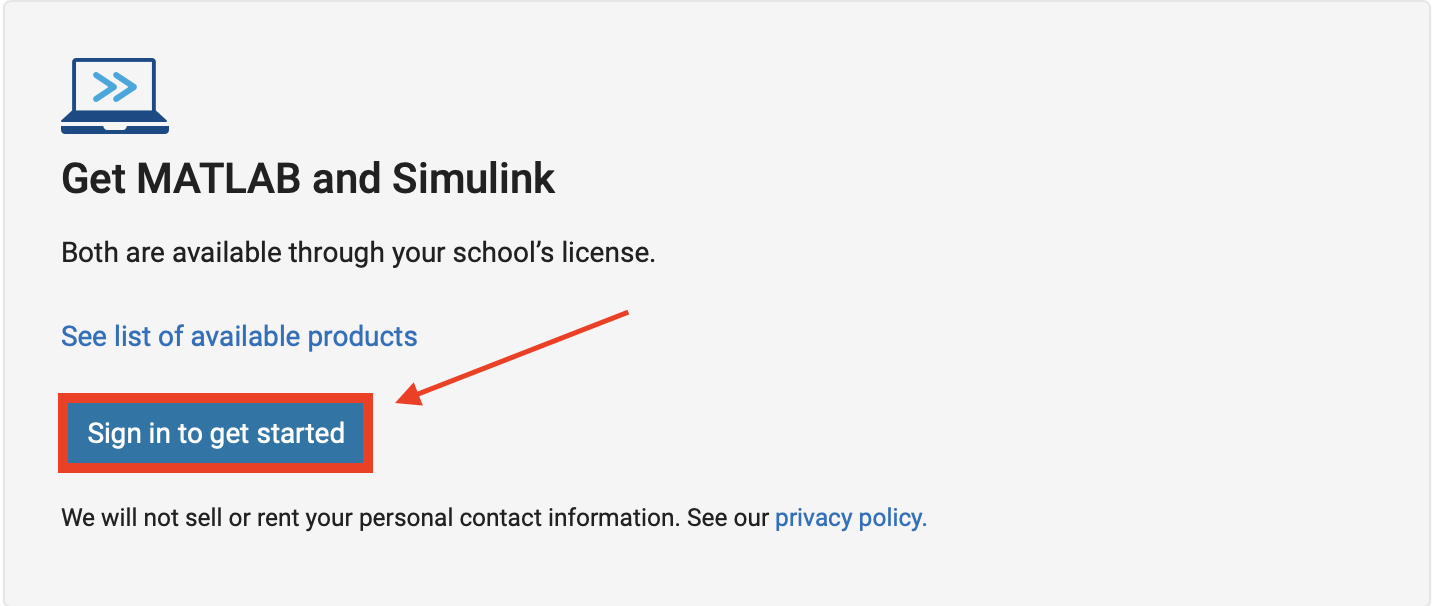 Get MATLAB and Simulink
Both are available through your school’s license.
See list of available products
Sign in to get started
We will not sell or rent your personal contact information. See our privacy policy.